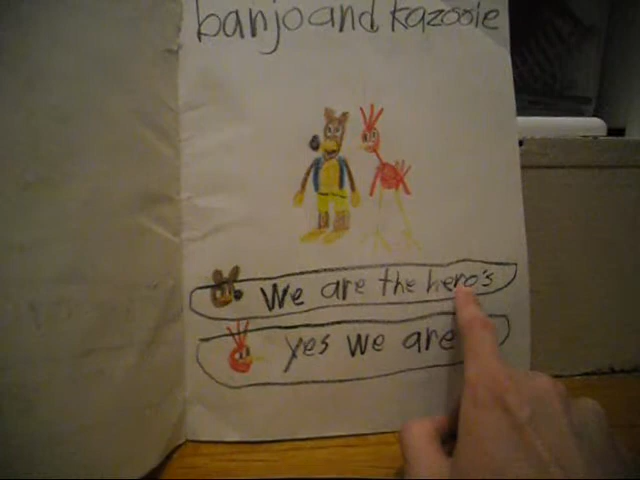 banjo and kazooie
We are the hero's
yes we are